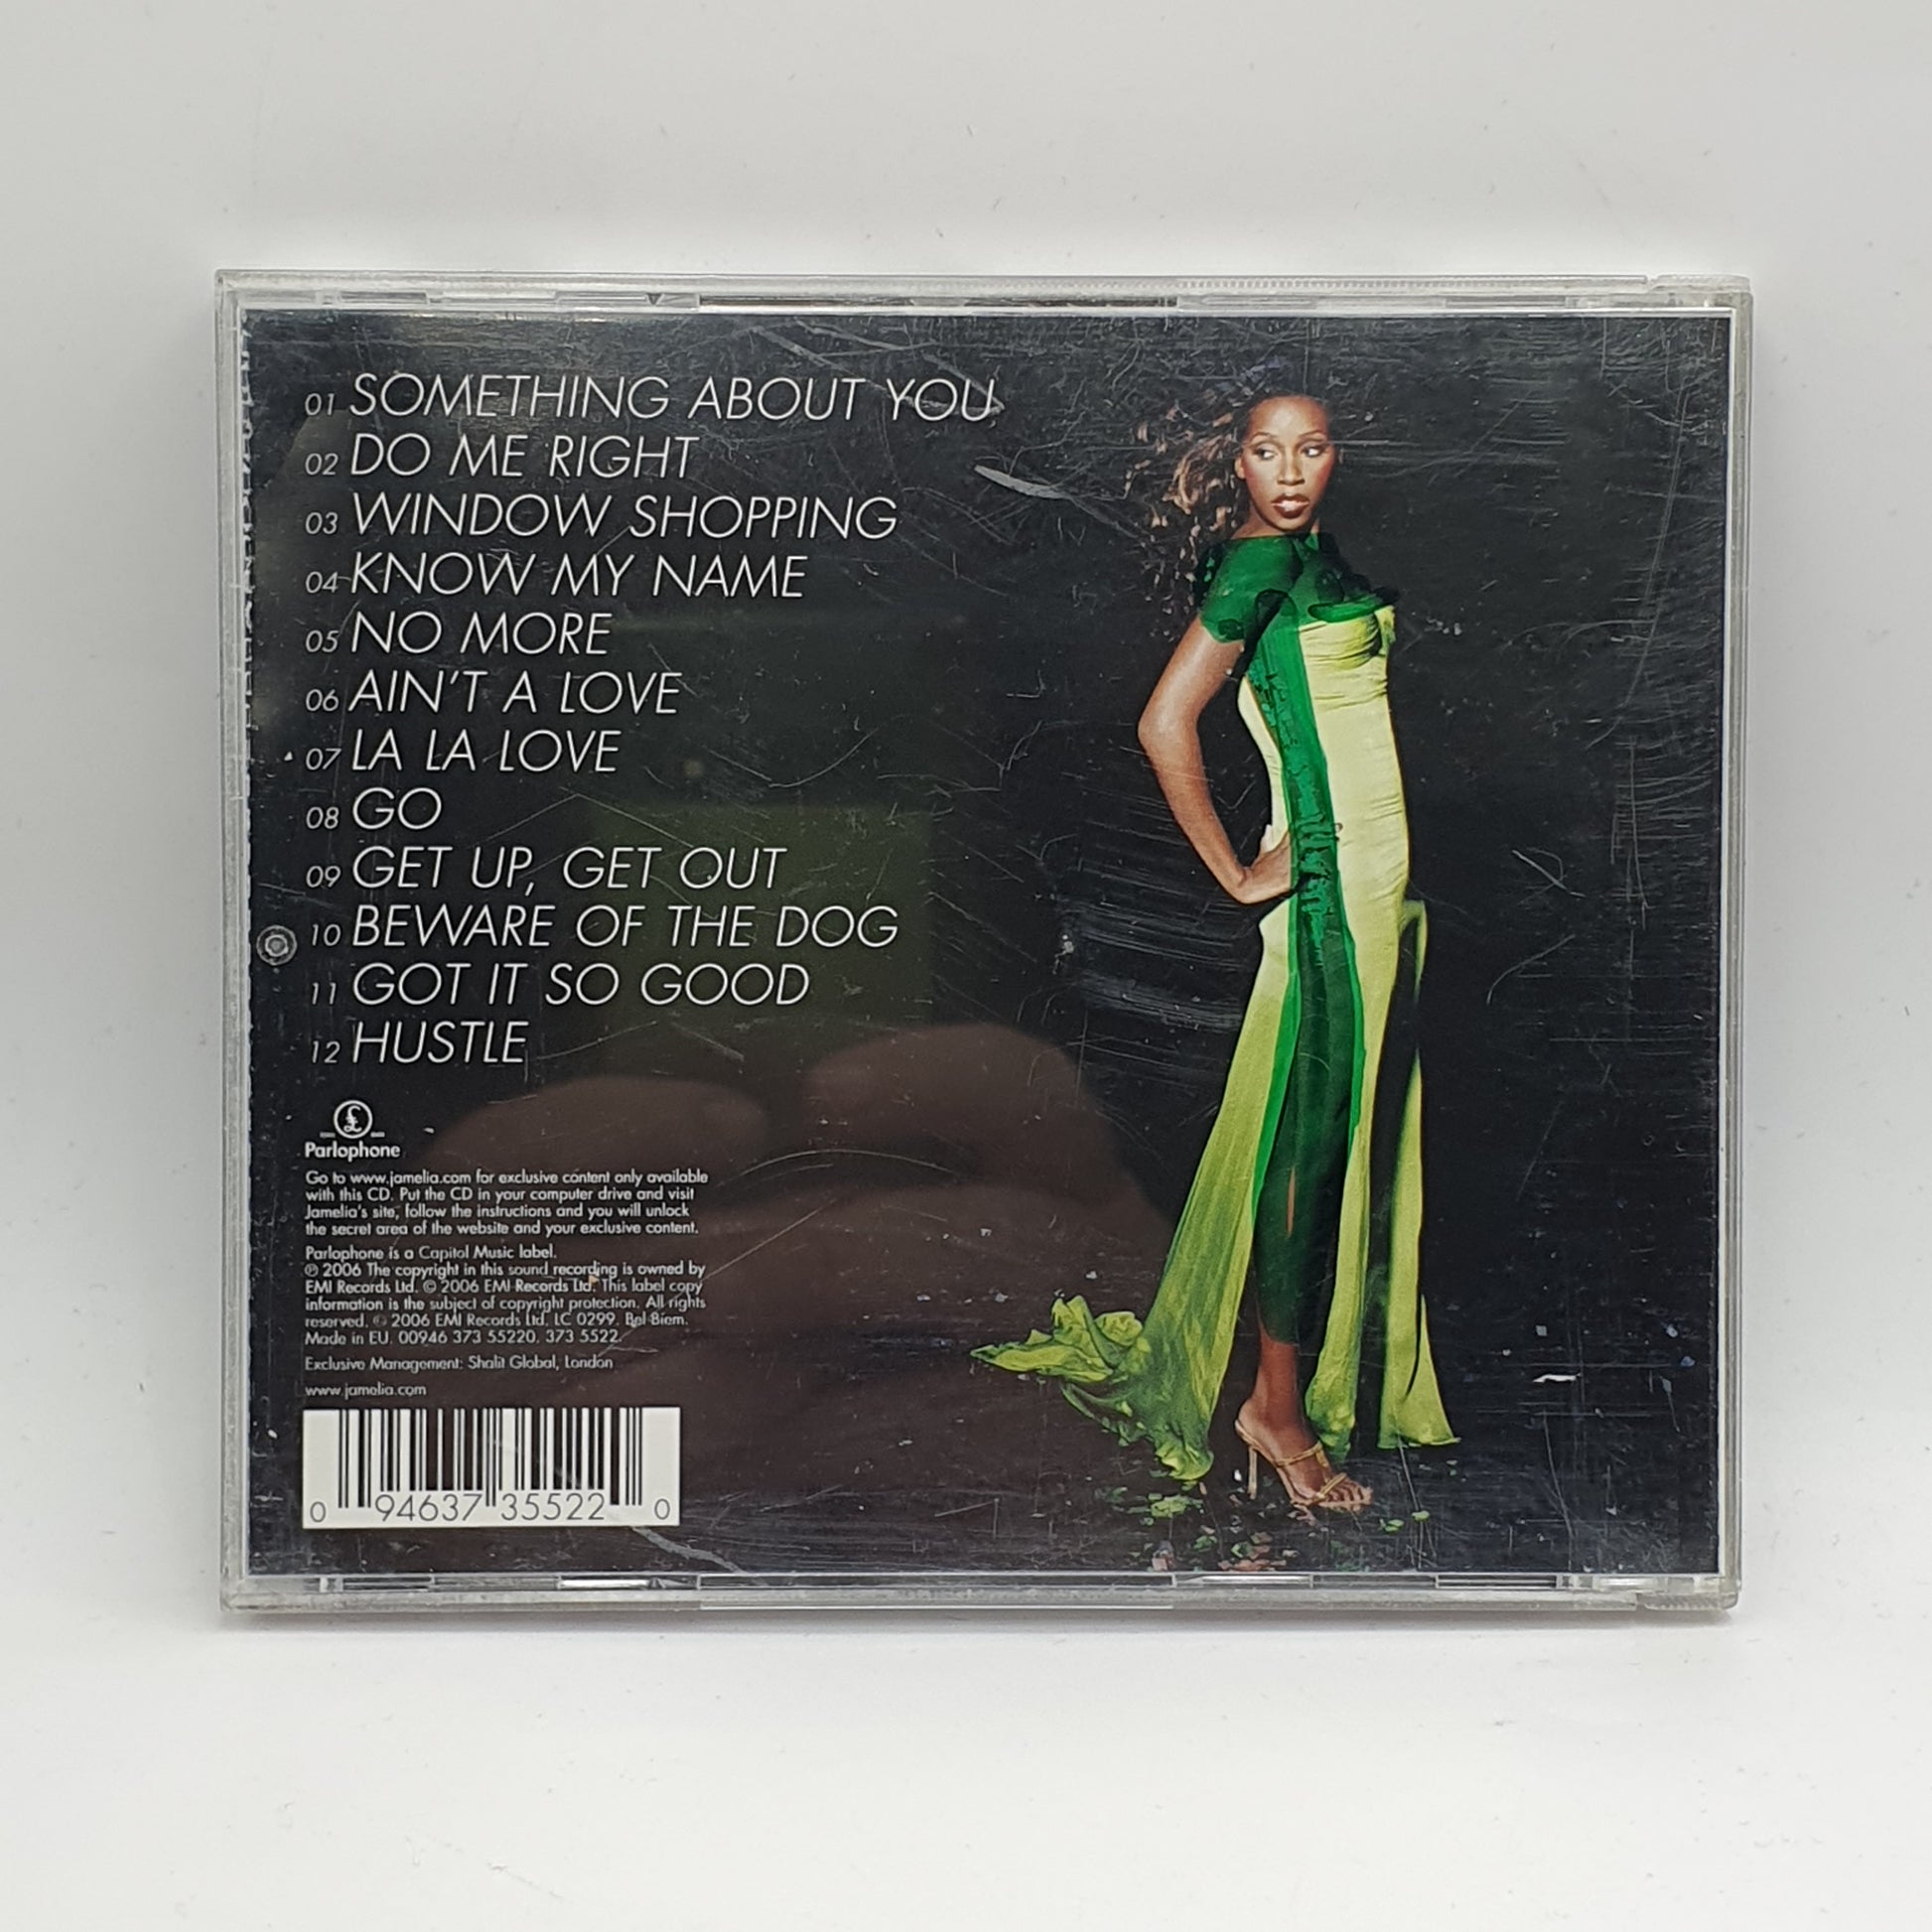 01 SOMETHING ABOUT YOU
02 DO ME RIGHT
03 WINDOW SHOPPING
04 KNOW MY NAME
05 NO MORE
06 AIN'T A LOVE
07 LA LA LOVE
08 GO
09 GET UP, GET OUT
10 BEWARE OF THE DOG
11 GOT IT SO GOOD
12 HUSTLE
£
Parlophone
Go to www.jamelia.com for exclusive content only available
with this CD. Put the CD in your computer drive and visit
Jamelia's site, follow the instructions and you will unlock
the secret area of the website and your exclusive content.
Parlophone is a Capitol Music label.
℗ 2006 The copyright in this sound recording is owned by
EMI Records Ltd. © 2006 EMI Records Ltd. This label copy
information is the subject of copyright protection. All rights
reserved. © 2006 EMI Records Ltd. LC 0299. Bel Biem.
Made in EU. 00946 373 55220. 373 5522.
Exclusive Management: Shalit Global, London
www.jamelia.com
0 94637 35522 0